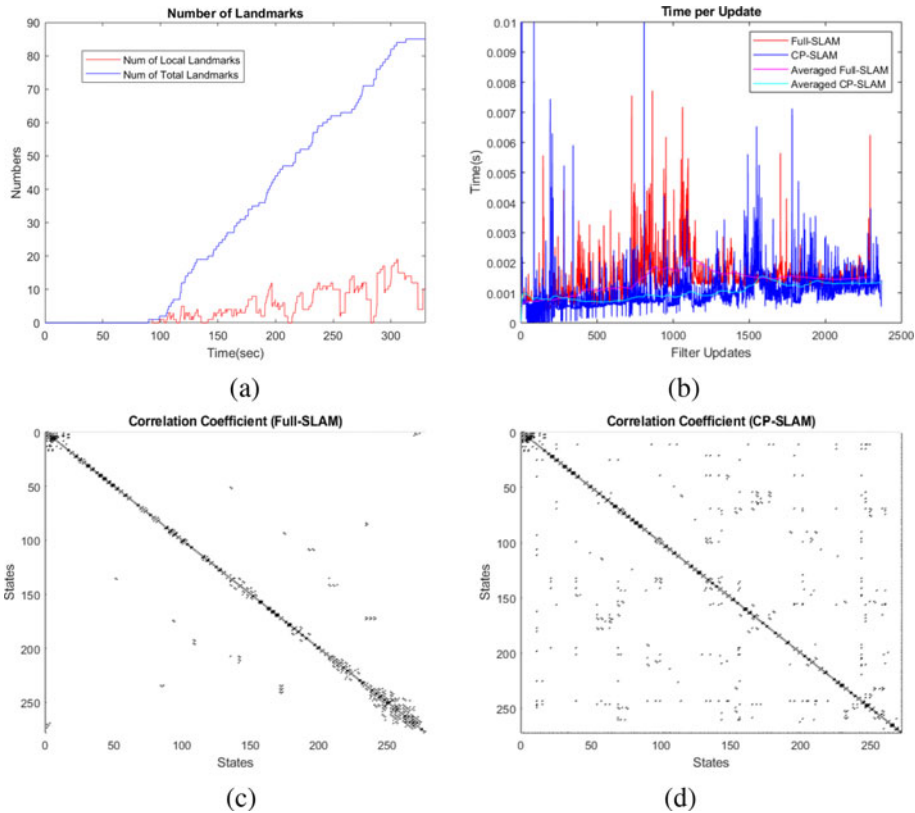 Number of Landmarks
90
80
70
60
50
40
30
20
10
0
Numbers
Num of Local Landmarks
Num of Total Landmarks
0 50 100 150 200 250 300
Time(sec)
(a)
Time per Update
0.01
0.009
0.008
0.007
0.006
0.005
0.004
0.003
0.002
0.001
0
Time(s)
Full-SLAM
CP-SLAM
Averaged Full-SLAM
Averaged CP-SLAM
0 500 1000 1500 2000 2500
Filter Updates
(b)
Correlation Coefficient (Full-SLAM)
0
50
100
150
200
250
States
0 50 100 150 200 250
States
(c)
Correlation Coefficient (CP-SLAM)
0
50
100
150
200
250
States
0 50 100 150 200 250
States
(d)